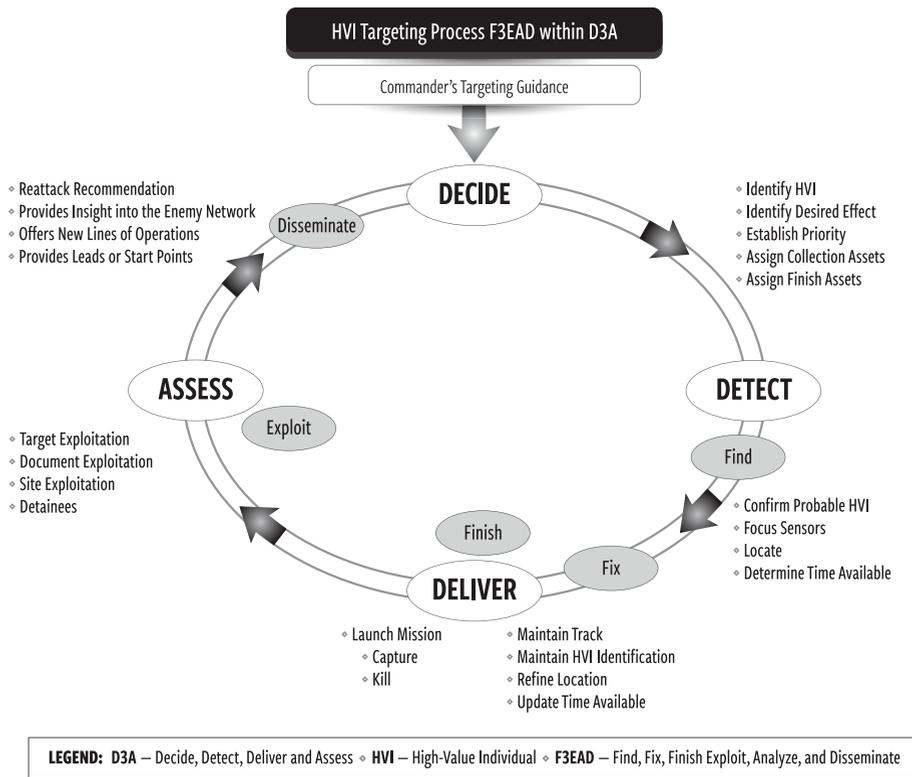 HVI Targeting Process F3EAD within D3A
Commander's Targeting Guidance
DECIDE
⋄ Identify HVI
⋄ Identify Desired Effect
⋄ Establish Priority
⋄ Assign Collection Assets
⋄ Assign Finish Assets
DETECT
Find
⋄ Confirm Probable HVI
⋄ Focus Sensors
⋄ Locate
⋄ Determine Time Available
Fix
⋄ Maintain Track
⋄ Maintain HVI Identification
⋄ Refine Location
⋄ Update Time Available
Finish
DELIVER
⋄ Launch Mission
⋄ Capture
⋄ Kill
Exploit
ASSESS
⋄ Target Exploitation
⋄ Document Exploitation
⋄ Site Exploitation
⋄ Detainees
Disseminate
⋄ Reattack Recommendation
⋄ Provides Insight into the Enemy Network
⋄ Offers New Lines of Operations
⋄ Provides Leads or Start Points
LEGEND: D3A – Decide, Detect, Deliver and Assess ⋄ HVI – High-Value Individual ⋄ F3EAD – Find, Fix, Finish Exploit, Analyze, and Disseminate